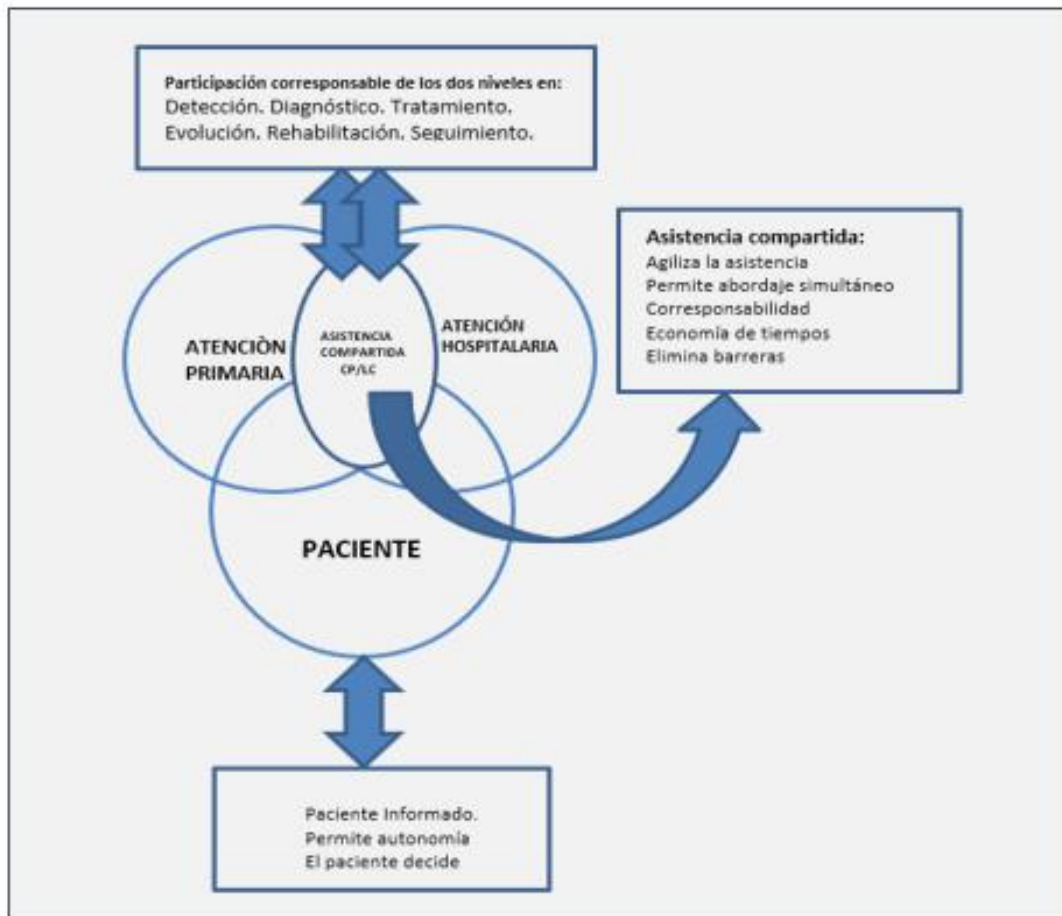 Participación corresponsable de los dos niveles en:
Detección. Diagnóstico. Tratamiento.
Evolución. Rehabilitación. Seguimiento.
Asistencia compartida:
Agiliza la asistencia
Permite abordaje simultáneo
Corresponsabilidad
Economía de tiempos
Elimina barreras
ATENCIÒN
PRIMARIA
ASISTENCIA
COMPARTIDA
CP/LC
ATENCIÓN
HOSPITALARIA
PACIENTE
Paciente Informado.
Permite autonomía
El paciente decide